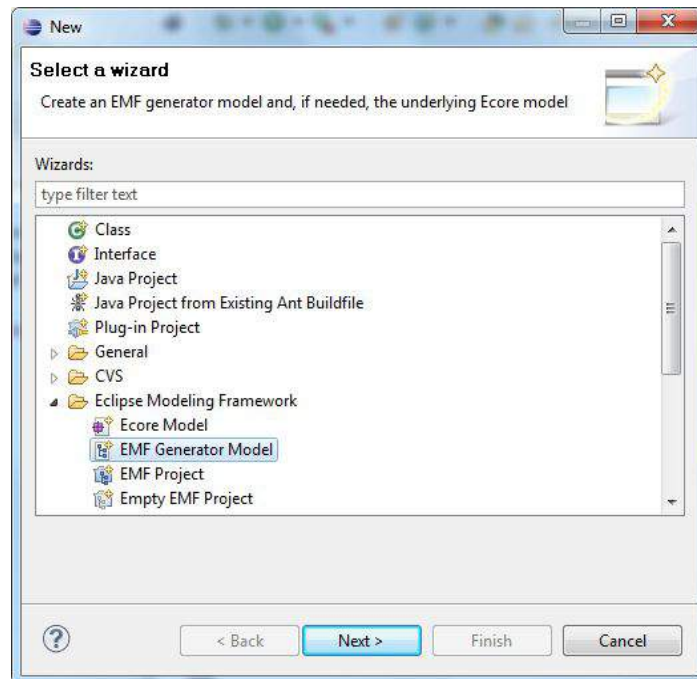 New
Select a wizard
Create an EMF generator model and, if needed, the underlying Ecore model
Wizards:
type filter text
Class
Interface
Java Project
Java Project from Existing Ant Buildfile
Plug-in Project
General
CVS
Eclipse Modeling Framework
Ecore Model
EMF Generator Model
EMF Project
Empty EMF Project
< Back Next > Finish Cancel